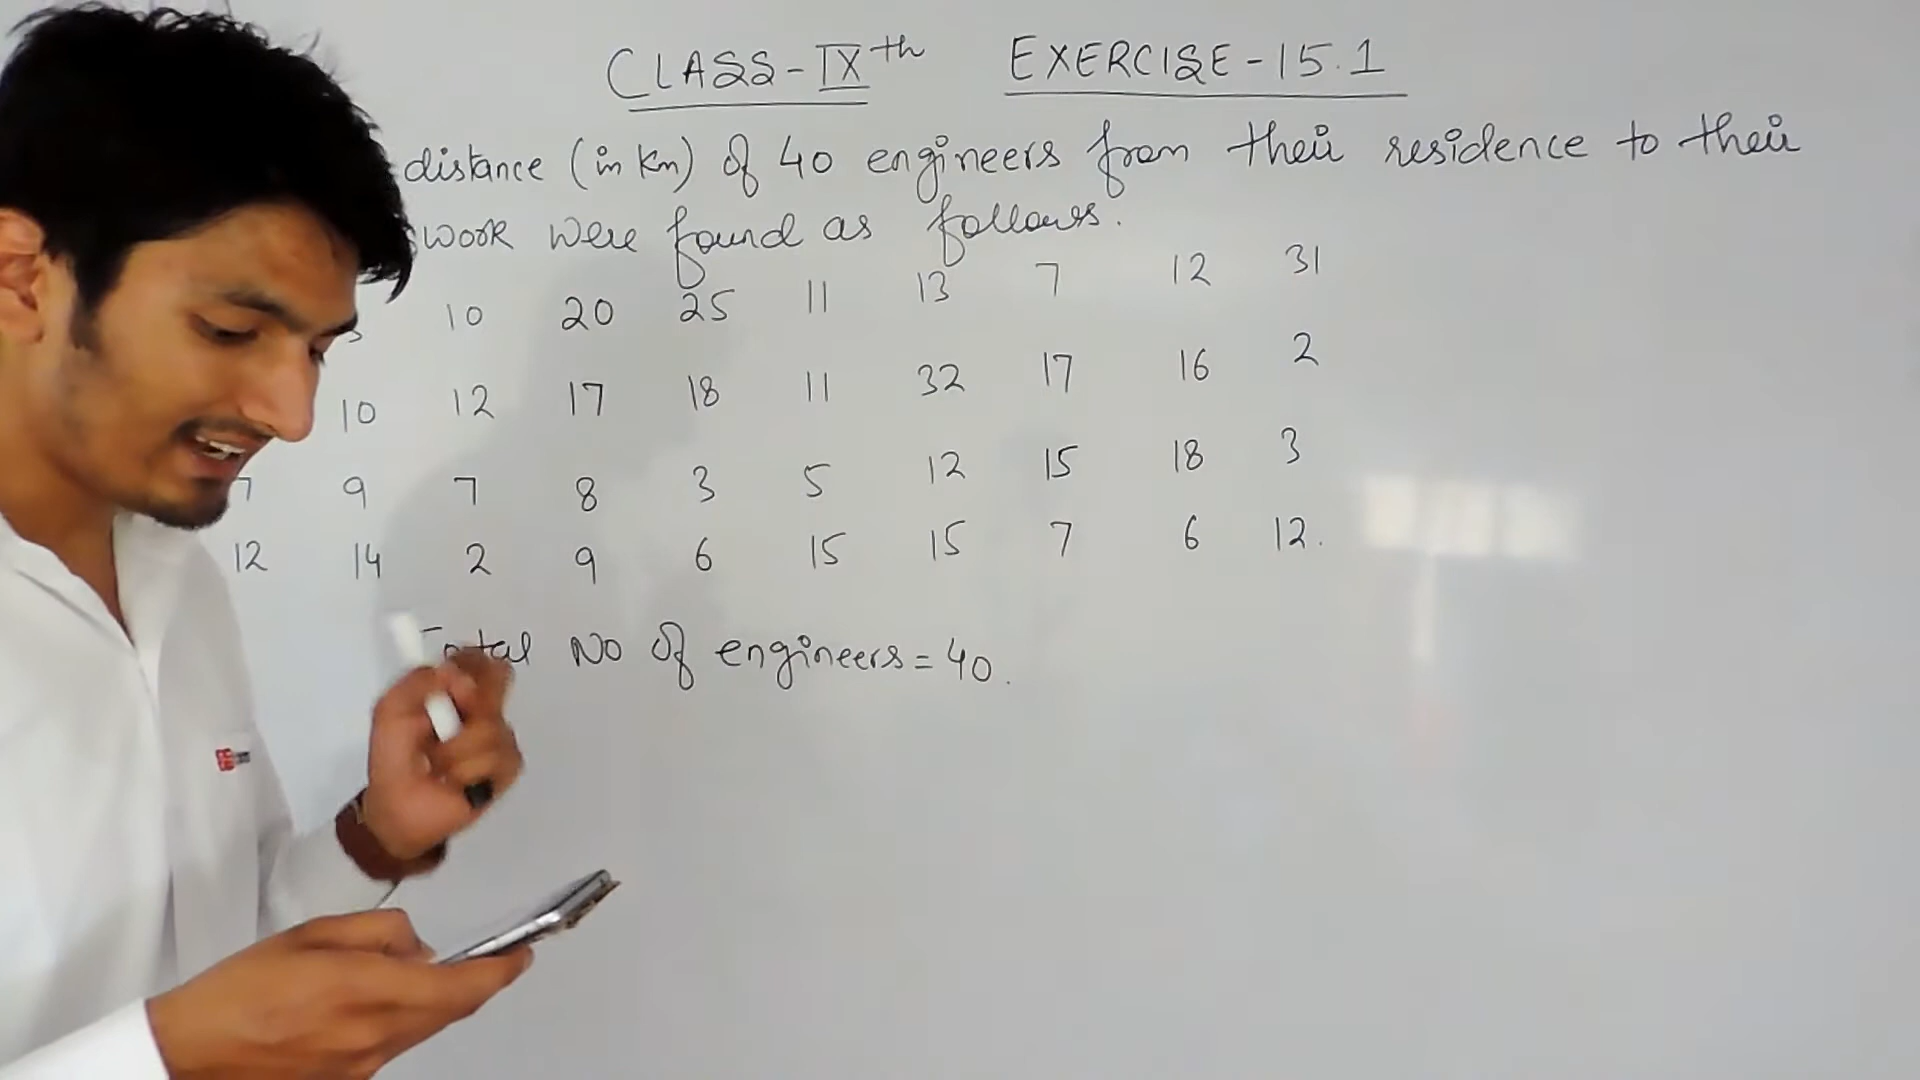 CLASS-IXth EXERCISE-15.1
distance (in Km) of 40 engineers from their residence to their
work were found as follows.
10 20 25 11 13 7 12 31
10 12 17 18 11 32 17 16 2
7 9 7 8 3 5 12 15 18 3
12 14 2 9 6 15 15 7 6 12.
Total No of engineers = 40.